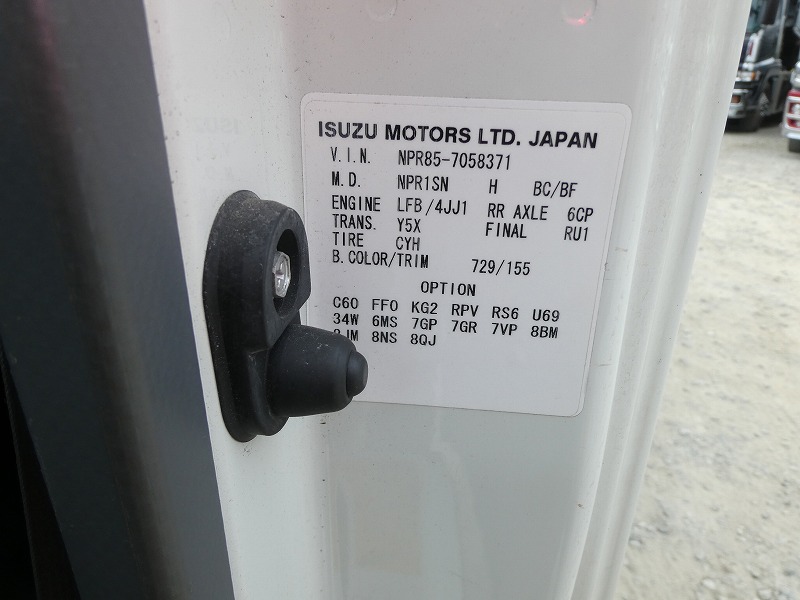 ISUZU MOTORS LTD. JAPAN
V.I.N. NPR85-7058371
M.D. NPR1SN H BC/BF
ENGINE LFB/4JJ1 RR AXLE 6CP
TRANS. Y5X FINAL RU1
TIRE CYH
B.COLOR/TRIM 729/155
OPTION
C60 FF0 KG2 RPV RS6 U69
34W 6MS 7GP 7GR 7VP 8BM
8NS 8QJ